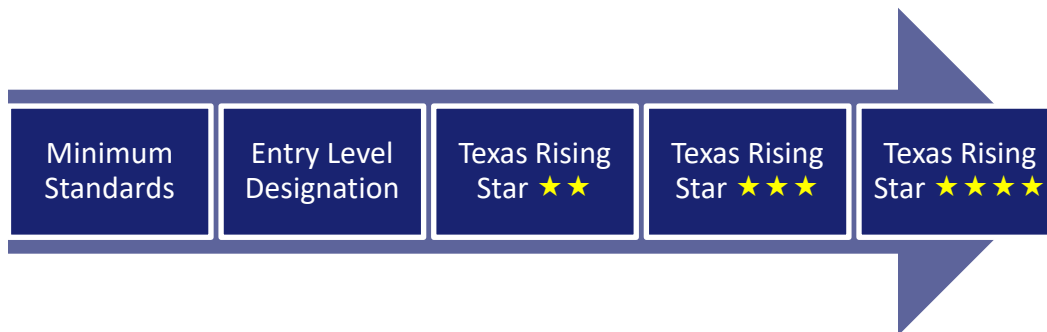 Minimum
Standards
Entry Level
Designation
Texas Rising
Star ★★
Texas Rising
Star ★★★
Texas Rising
Star ★★★★